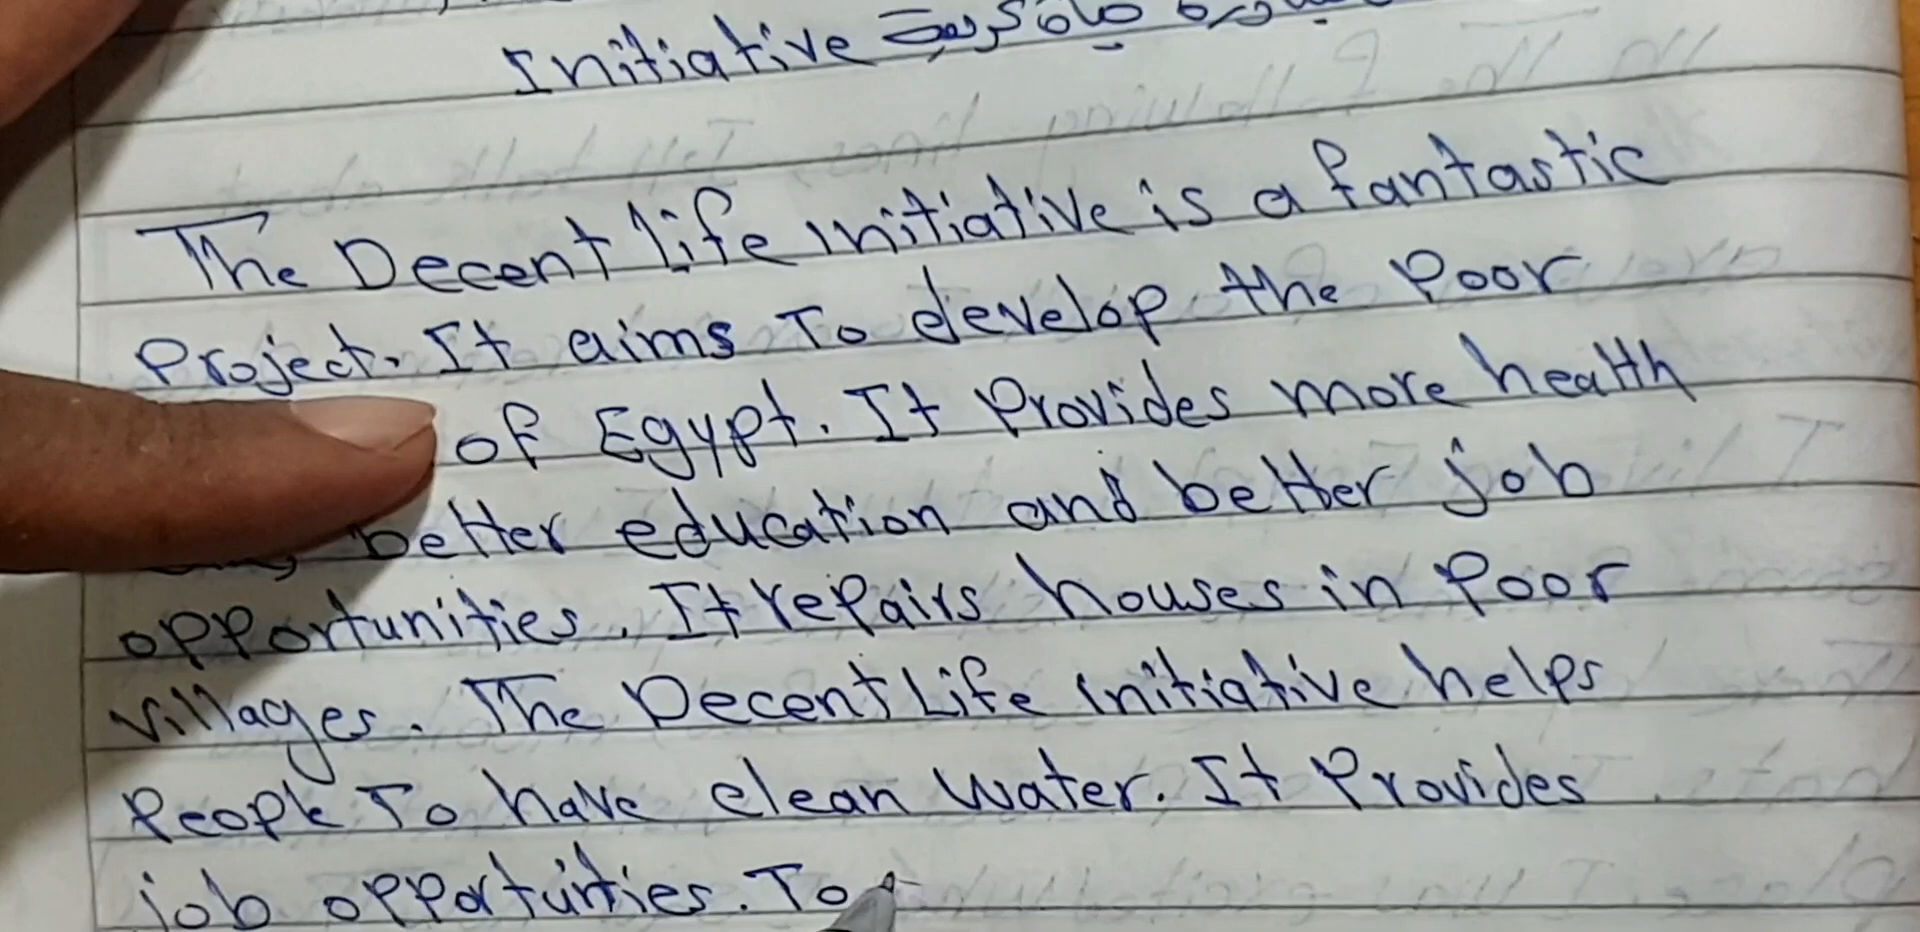 Initiative
The Decent life initiative is a fantastic
Project. It aims To develop the Poor
of Egypt. It Provides more health
better education and better job
opportunities. It repairs houses in Poor
villages. The Decent Life initiative helps
People To have clean water. It Provides
job opportunities. To